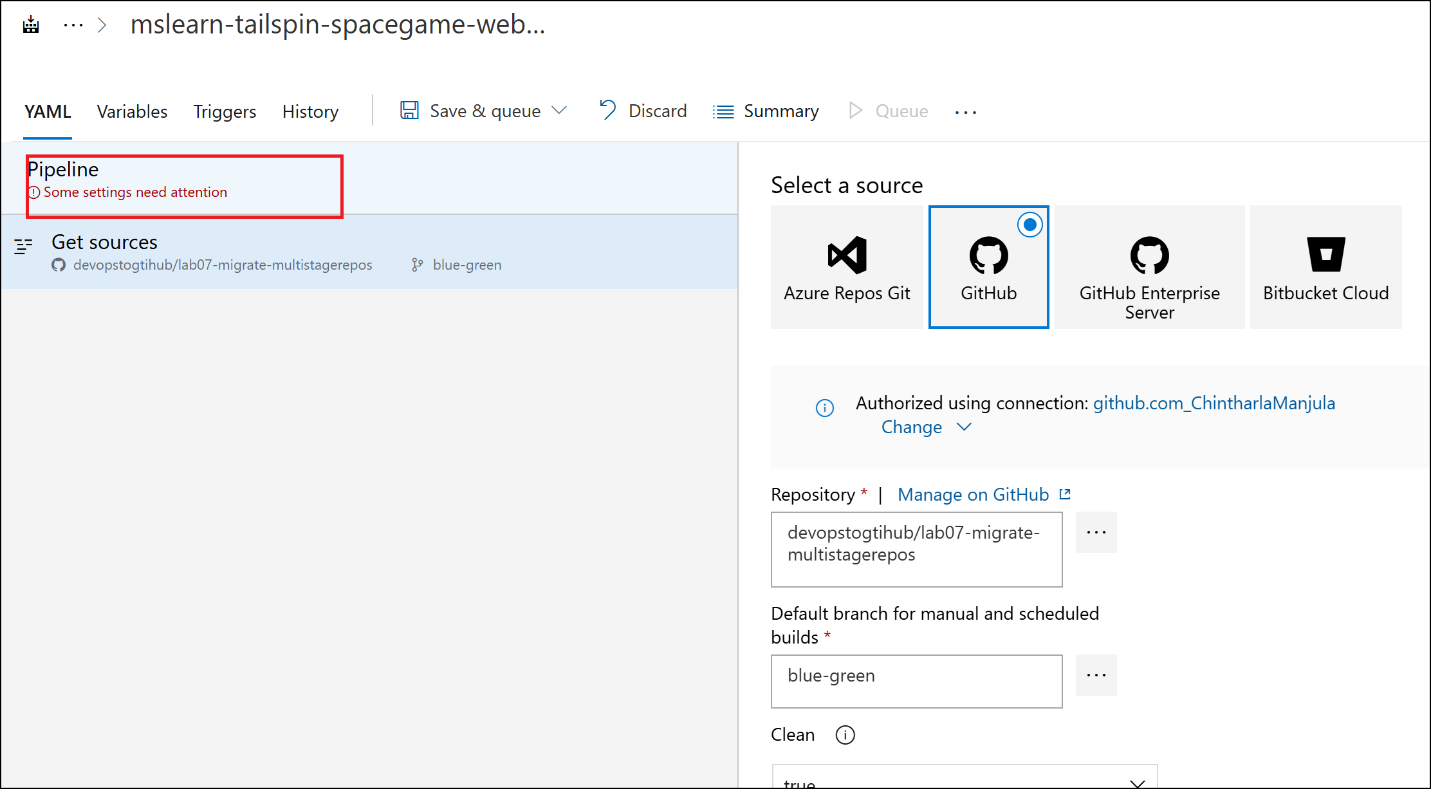 ... > mslearn-tailspin-spacegame-web...
YAML Variables Triggers History Save & queue Discard Summary Queue ...
Pipeline
Some settings need attention
Get sources
devopstogtihub/lab07-migrate-multistagerepos blue-green
Select a source
Azure Repos Git
GitHub
GitHub Enterprise
Server
Bitbucket Cloud
Authorized using connection: github.com_ChintharlaManjula
Change
Repository * | Manage on GitHub
devopstogtihub/lab07-migrate-
multistagerepos
...
Default branch for manual and scheduled
builds *
blue-green
...
Clean
true